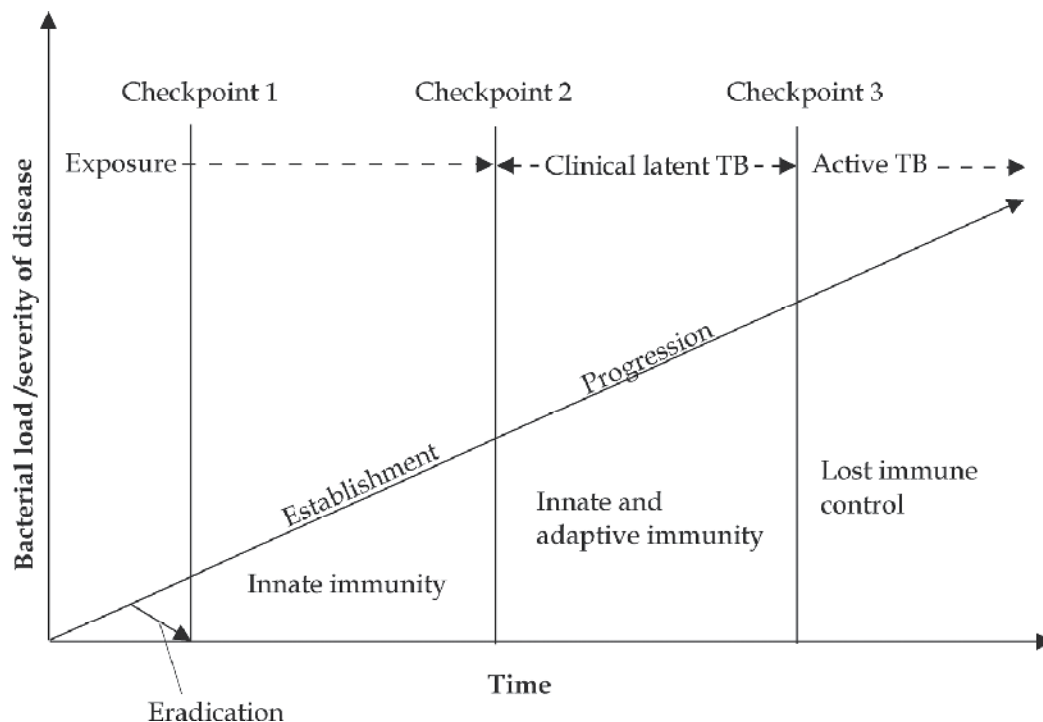 Checkpoint 1
Checkpoint 2
Checkpoint 3
Exposure
Clinical latent TB
Active TB
Bacterial load/severity of disease
Progression
Establishment
Lost immune
control
Innate and
adaptive immunity
Innate immunity
Time
Eradication